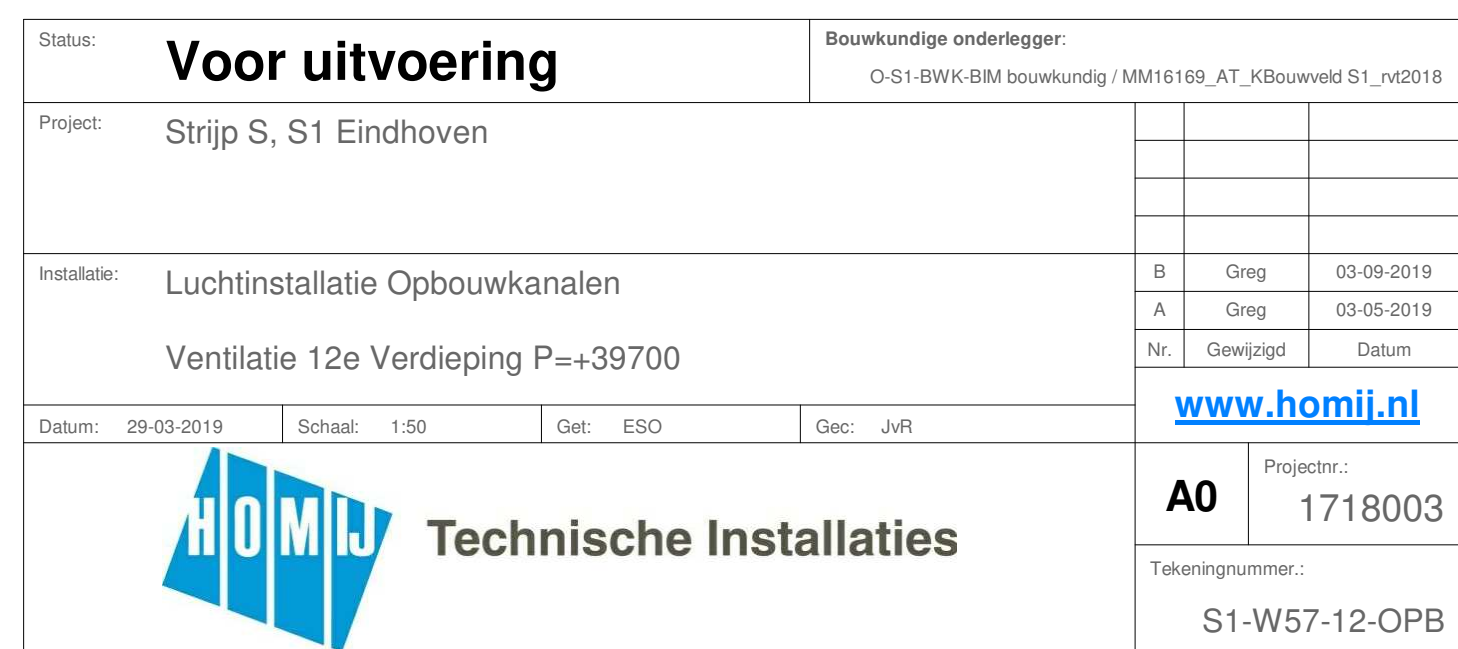 Status: Voor uitvoering
Bouwkundige onderlegger:
O-S1-BWK-BIM bouwkundig / MM16169_AT_KBouwveld S1_rvt2018
Project: Strijp S, S1 Eindhoven
Installatie: Luchtinstallatie Opbouwkanalen
Ventilatie 12e Verdieping P=+39700
B Greg 03-09-2019
A Greg 03-05-2019
Nr. Gewijzigd Datum
www.homij.nl
Datum: 29-03-2019 Schaal: 1:50 Get: ESO Gec: JvR
HOMIJ Technische Installaties
A0
Projectnr.:
1718003
Tekeningnummer.:
S1-W57-12-OPB